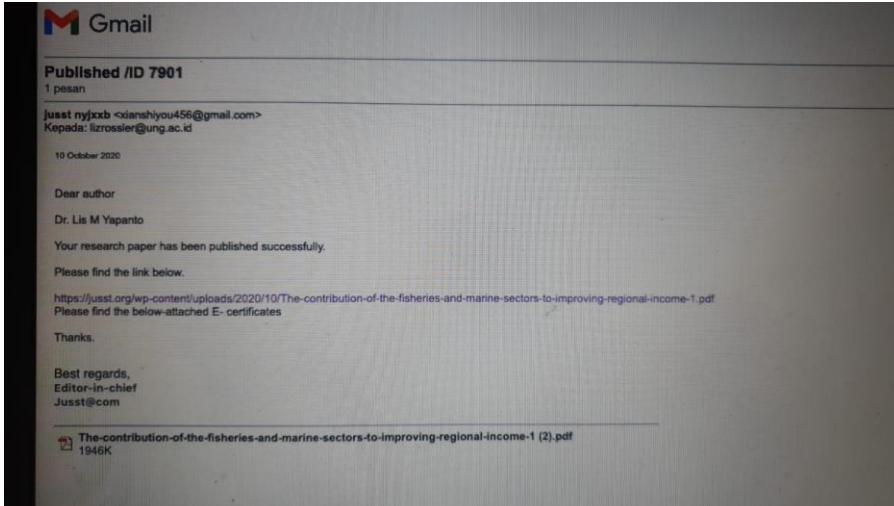 Gmail
Published /ID 7901
1 pesan
jusst nyjxxb <xianshiyou456@gmail.com>
Kepada: lizrossler@ung.ac.id
10 October 2020
Dear author
Dr. Lis M Yapanto
Your research paper has been published successfully.
Please find the link below.
https://jusst.org/wp-content/uploads/2020/10/The-contribution-of-the-fisheries-and-marine-sectors-to-improving-regional-income-1.pdf
Please find the below-attached E- certificates
Thanks.
Best regards,
Editor-in-chief
Jusst@com
The-contribution-of-the-fisheries-and-marine-sectors-to-improving-regional-income-1 (2).pdf
1946K